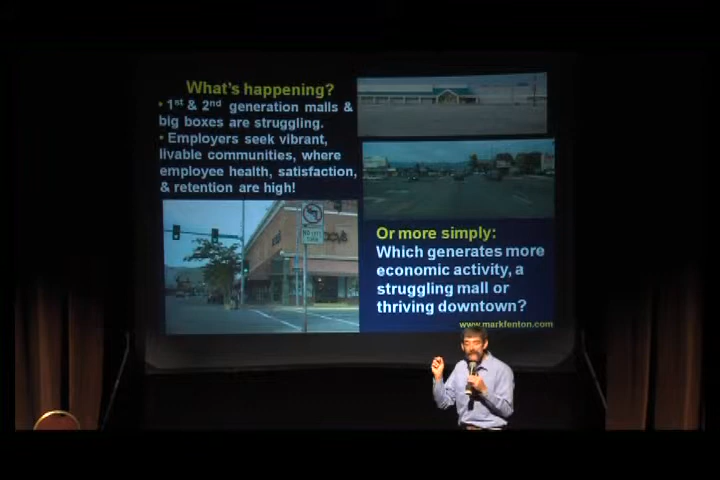 What's happening?
• 1st & 2nd generation malls &
big boxes are struggling.
• Employers seek vibrant,
livable communities, where
employee health, satisfaction,
& retention are high!
Or more simply:
Which generates more
economic activity, a
struggling mall or
thriving downtown?
www.markfenton.com